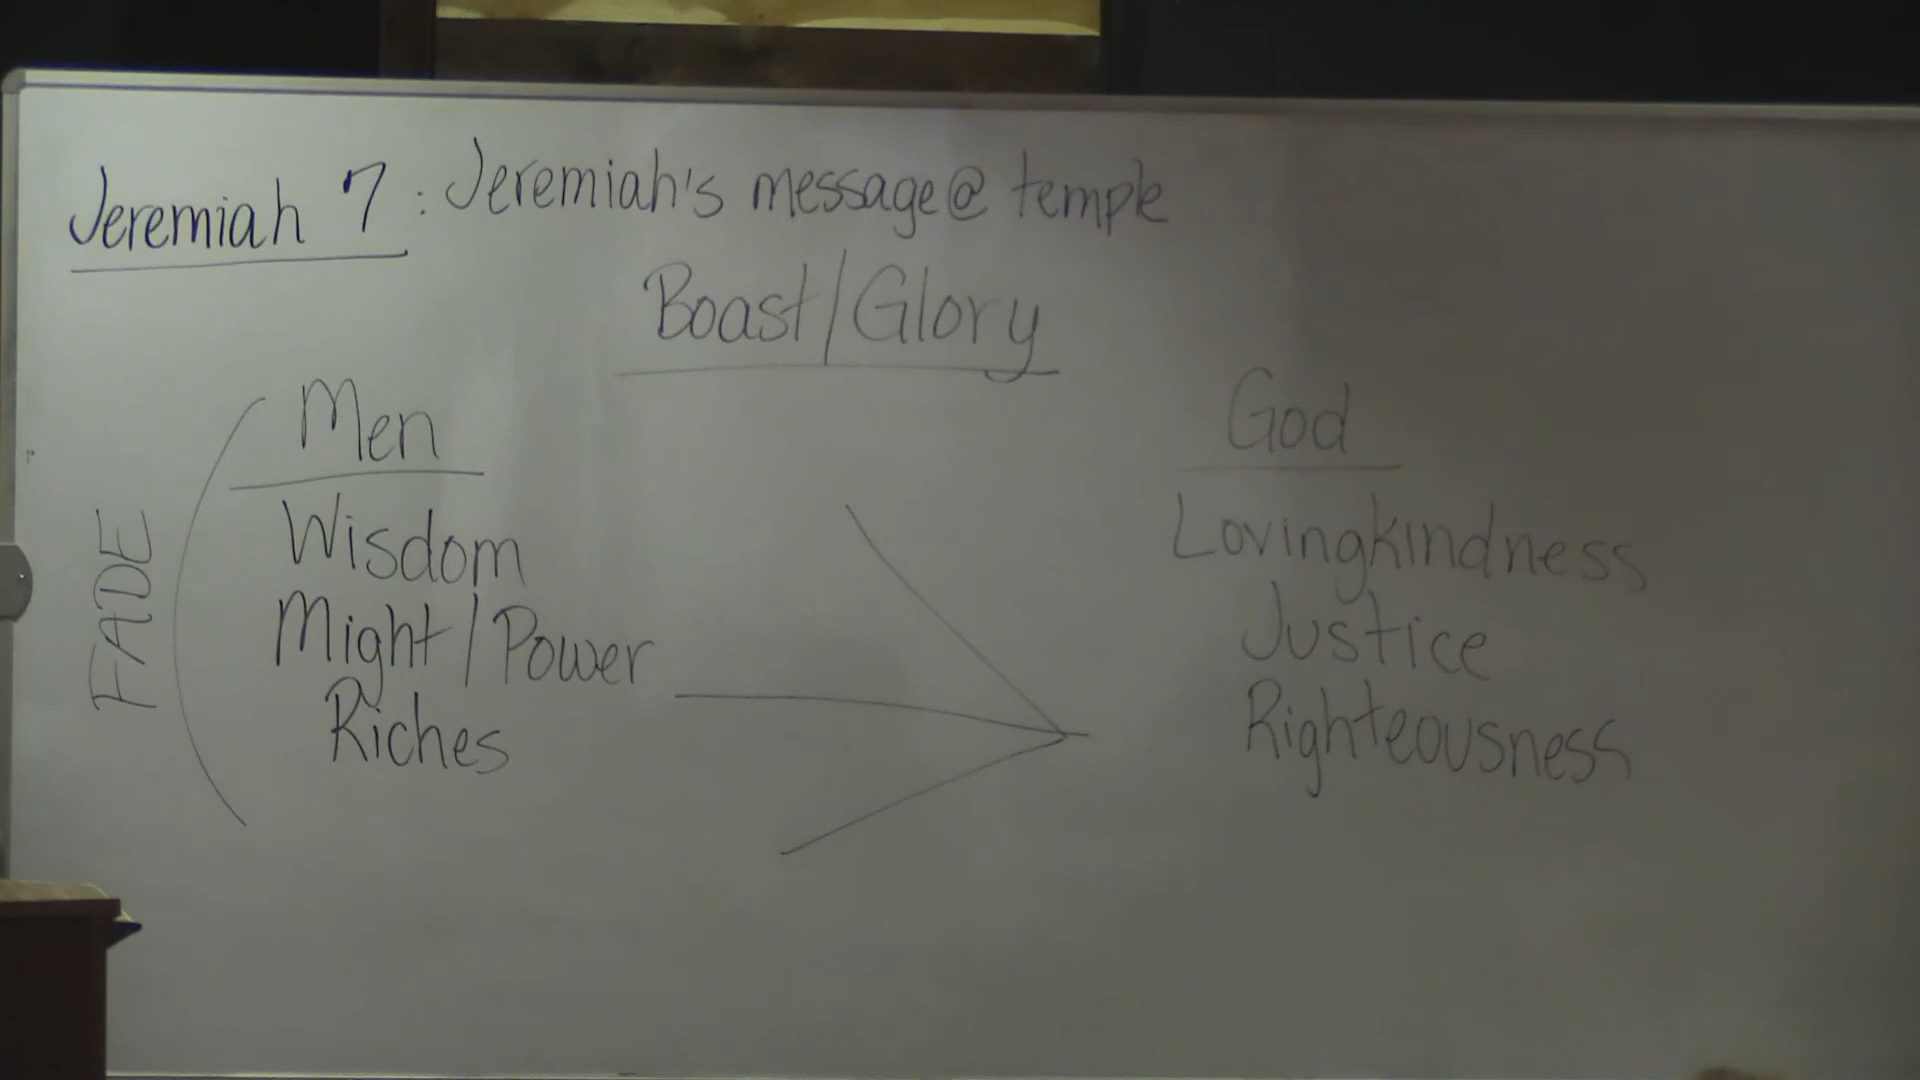 Jeremiah 7: Jeremiah's message @ temple
Boast/Glory
Men
Wisdom
Might/Power
Riches
FADE
God
Lovingkindness
Justice
Righteousness